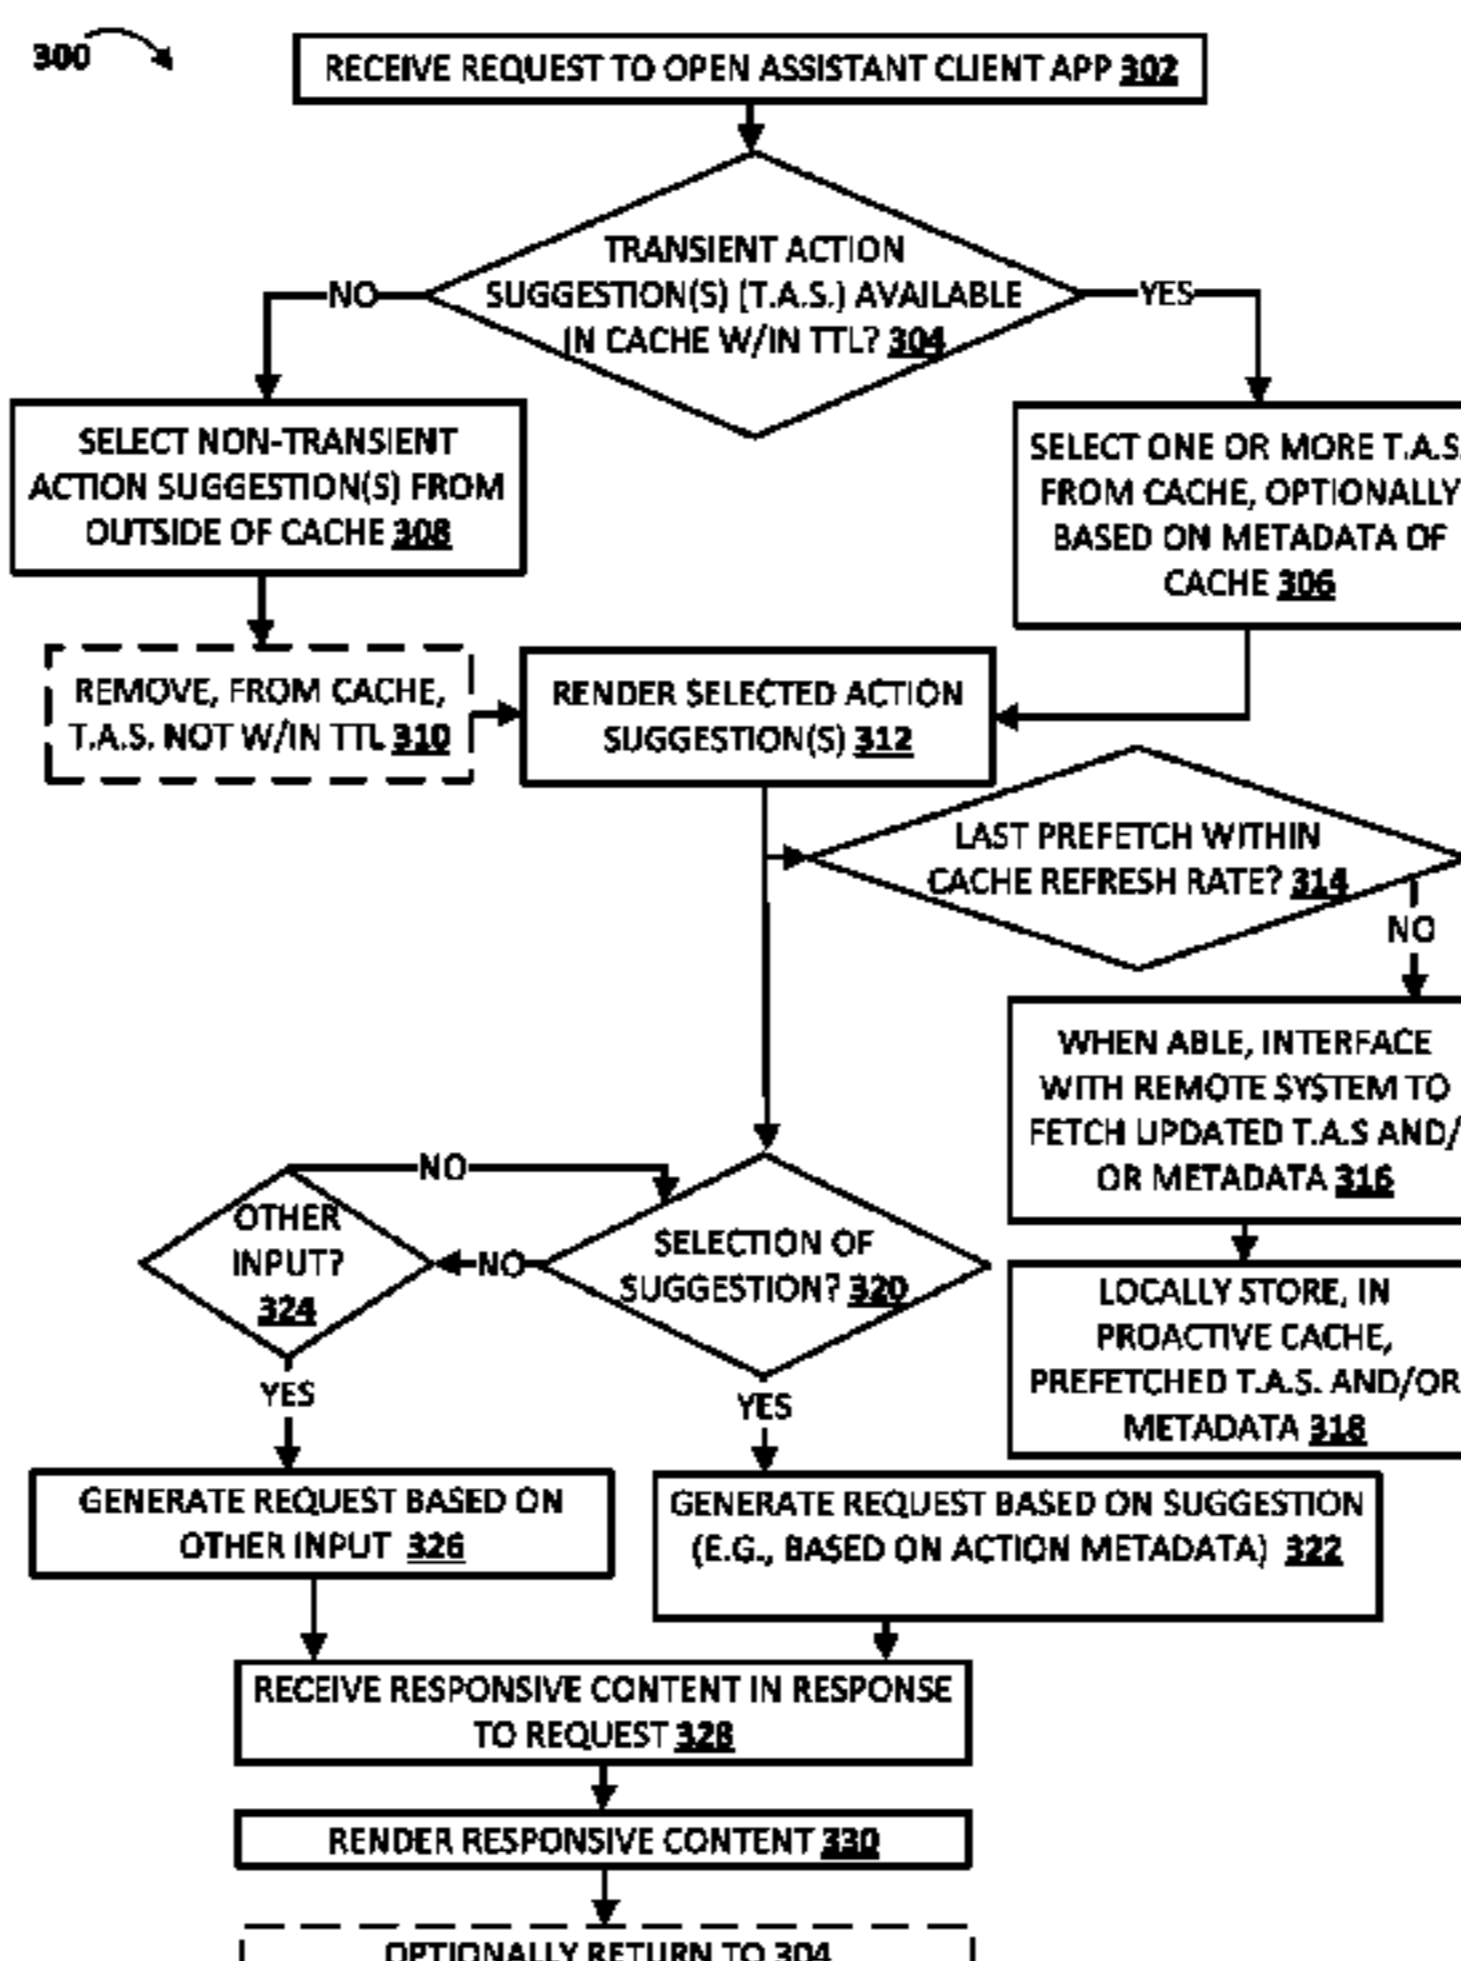 300
RECEIVE REQUEST TO OPEN ASSISTANT CLIENT APP 302
TRANSIENT ACTION
SUGGESTION(S) (T.A.S.) AVAILABLE
IN CACHE W/IN TTL? 304
NO
YES
SELECT NON-TRANSIENT
ACTION SUGGESTION(S) FROM
OUTSIDE OF CACHE 308
SELECT ONE OR MORE T.A.S.
FROM CACHE, OPTIONALLY
BASED ON METADATA OF
CACHE 306
REMOVE, FROM CACHE,
T.A.S. NOT W/IN TTL 310
RENDER SELECTED ACTION
SUGGESTION(S) 312
LAST PREFETCH WITHIN
CACHE REFRESH RATE? 314
NO
WHEN ABLE, INTERFACE
WITH REMOTE SYSTEM TO
FETCH UPDATED T.A.S AND/
OR METADATA 316
LOCALLY STORE, IN
PROACTIVE CACHE,
PREFETCHED T.A.S. AND/OR
METADATA 318
NO
OTHER
INPUT?
324
NO
SELECTION OF
SUGGESTION? 320
YES
YES
GENERATE REQUEST BASED ON
OTHER INPUT 326
GENERATE REQUEST BASED ON SUGGESTION
(E.G., BASED ON ACTION METADATA) 322
RECEIVE RESPONSIVE CONTENT IN RESPONSE
TO REQUEST 328
RENDER RESPONSIVE CONTENT 330
OPTIONALLY RETURN TO 304